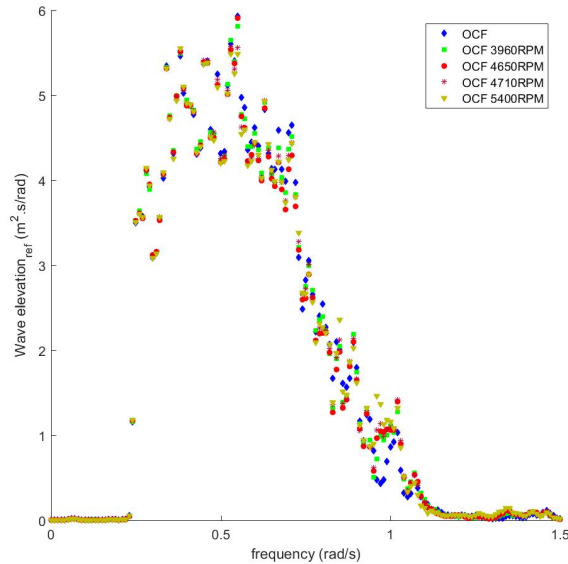 6
5
4
3
2
1
0
Wave elevation_ref (m^2.s/rad)
OCF
OCF 3960RPM
OCF 4650RPM
OCF 4710RPM
OCF 5400RPM
0
0.5
1
1.5
frequency (rad/s)